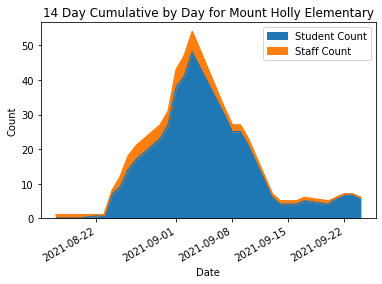 14 Day Cumulative by Day for Mount Holly Elementary
Student Count
Staff Count
50
40
30
20
10
0
Count
2021-08-22
2021-09-01
2021-09-08
2021-09-15
2021-09-22
Date